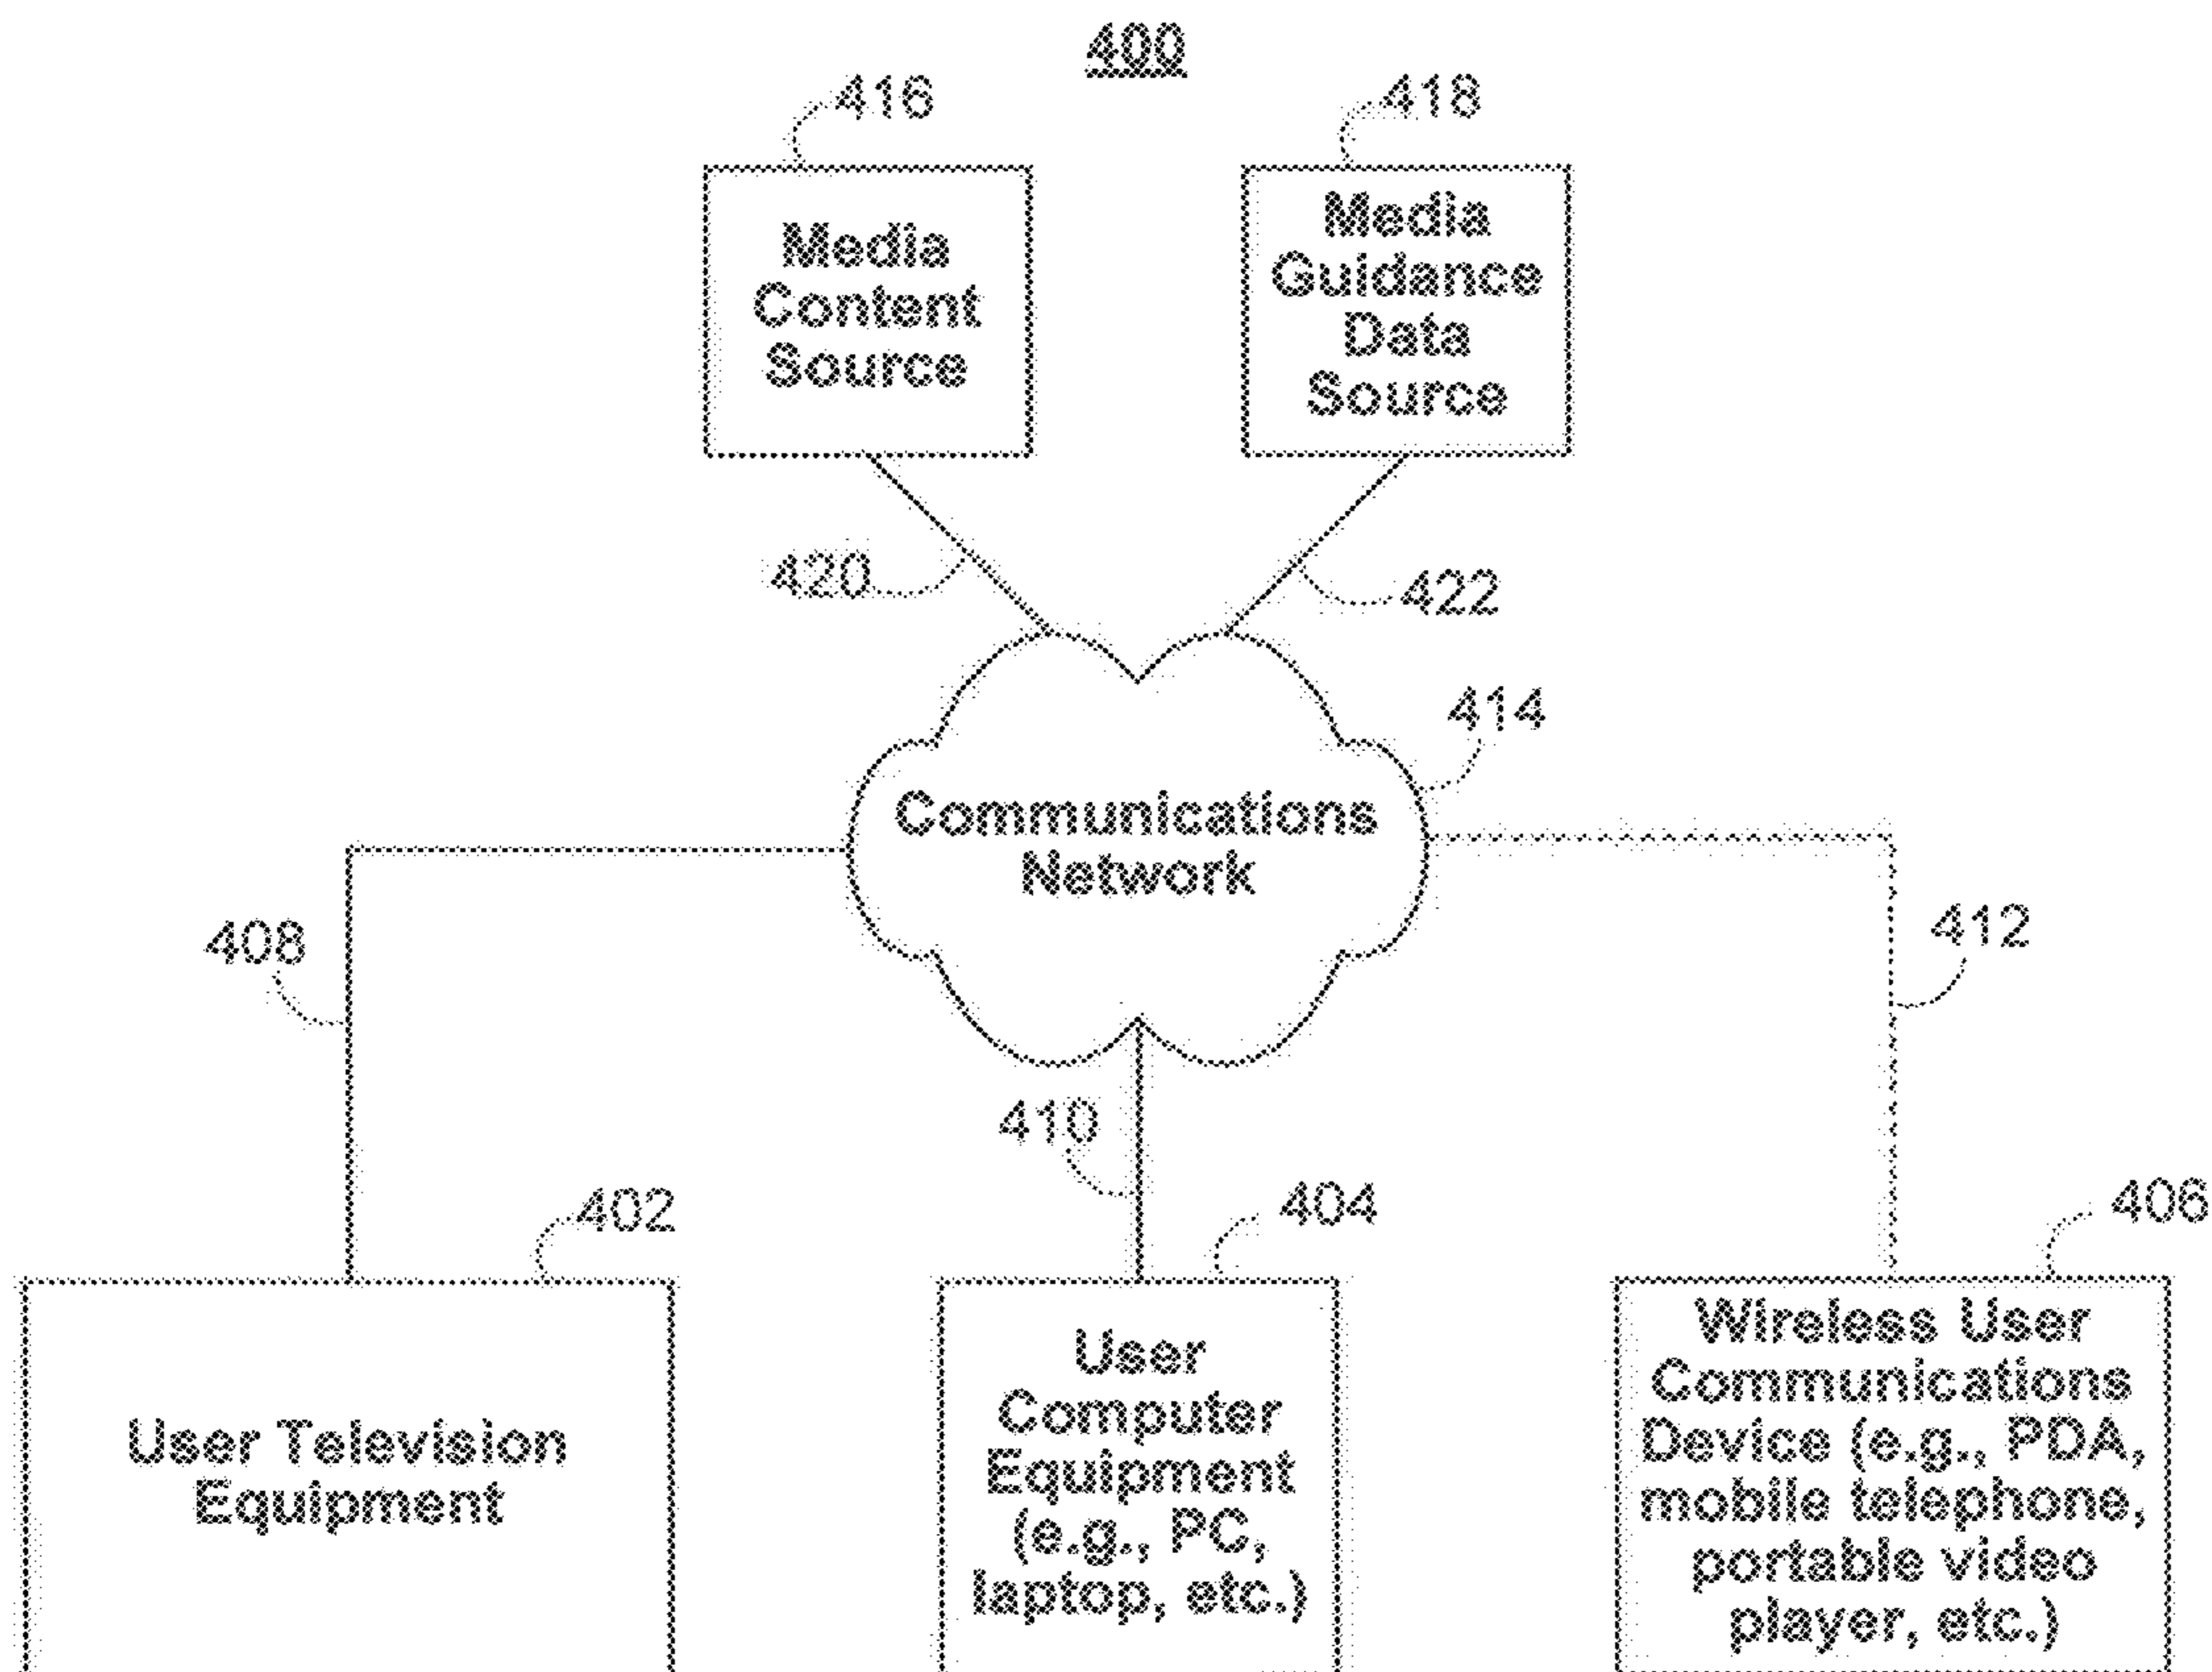 400
416
418
Media
Content
Source
Media
Guidance
Data
Source
420
422
414
Communications
Network
408
412
410
402
404
406
User Television
Equipment
User
Computer
Equipment
(e.g., PC,
laptop, etc.)
Wireless User
Communications
Device (e.g., PDA,
mobile telephone,
portable video
player, etc.)